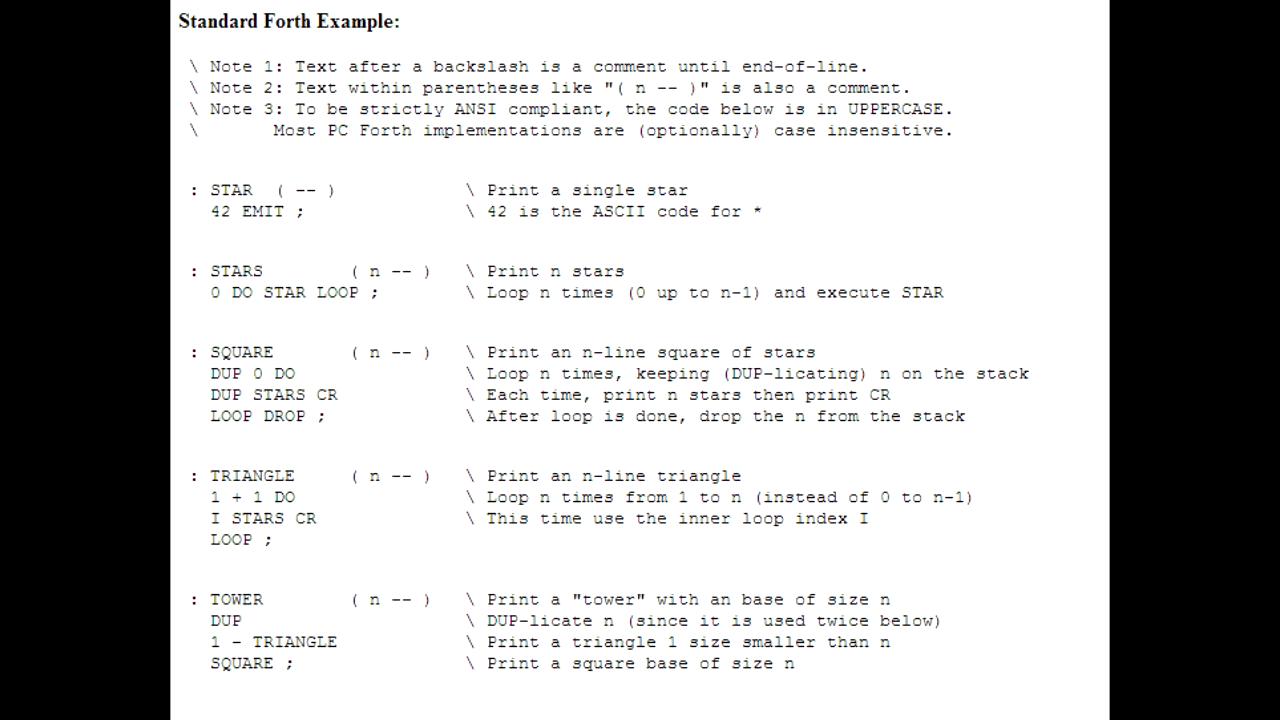 Standard Forth Example:
\ Note 1: Text after a backslash is a comment until end-of-line.
\ Note 2: Text within parentheses like "( n -- )" is also a comment.
\ Note 3: To be strictly ANSI compliant, the code below is in UPPERCASE.
\       Most PC Forth implementations are (optionally) case insensitive.
: STAR  ( -- )            \ Print a single star
  42 EMIT ;               \ 42 is the ASCII code for *
: STARS        ( n -- )   \ Print n stars
  0 DO STAR LOOP ;        \ Loop n times (0 up to n-1) and execute STAR
: SQUARE       ( n -- )   \ Print an n-line square of stars
  DUP 0 DO                \ Loop n times, keeping (DUP-licating) n on the stack
  DUP STARS CR            \ Each time, print n stars then print CR
  LOOP DROP ;             \ After loop is done, drop the n from the stack
: TRIANGLE     ( n -- )   \ Print an n-line triangle
  1 + 1 DO                \ Loop n times from 1 to n (instead of 0 to n-1)
  I STARS CR              \ This time use the inner loop index I
  LOOP ;
: TOWER        ( n -- )   \ Print a "tower" with an base of size n
  DUP                     \ DUP-licate n (since it is used twice below)
  1 - TRIANGLE            \ Print a triangle 1 size smaller than n
  SQUARE ;                \ Print a square base of size n